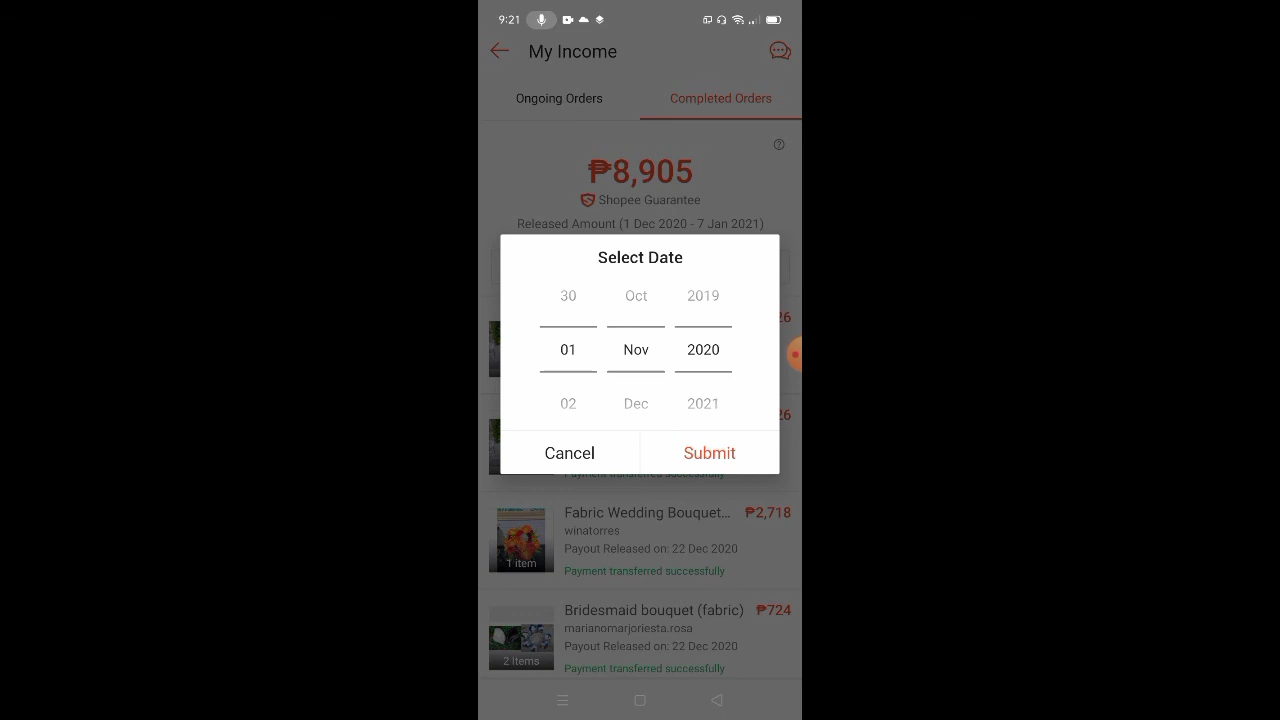 9:21
My Income
Ongoing Orders
Completed Orders
₱8,905
Shopee Guarantee
Released Amount (1 Dec 2020 - 7 Jan 2021)
Select Date
30 Oct 2019
01 Nov 2020
02 Dec 2021
Cancel
Submit
26
26
Payment transferred successfully
Fabric Wedding Bouquet... ₱2,718
winatorres
Payout Released on: 22 Dec 2020
1 item
Payment transferred successfully
Bridesmaid bouquet (fabric) ₱724
marianomarjoriesta.rosa
Payout Released on: 22 Dec 2020
2 Items
Payment transferred successfully